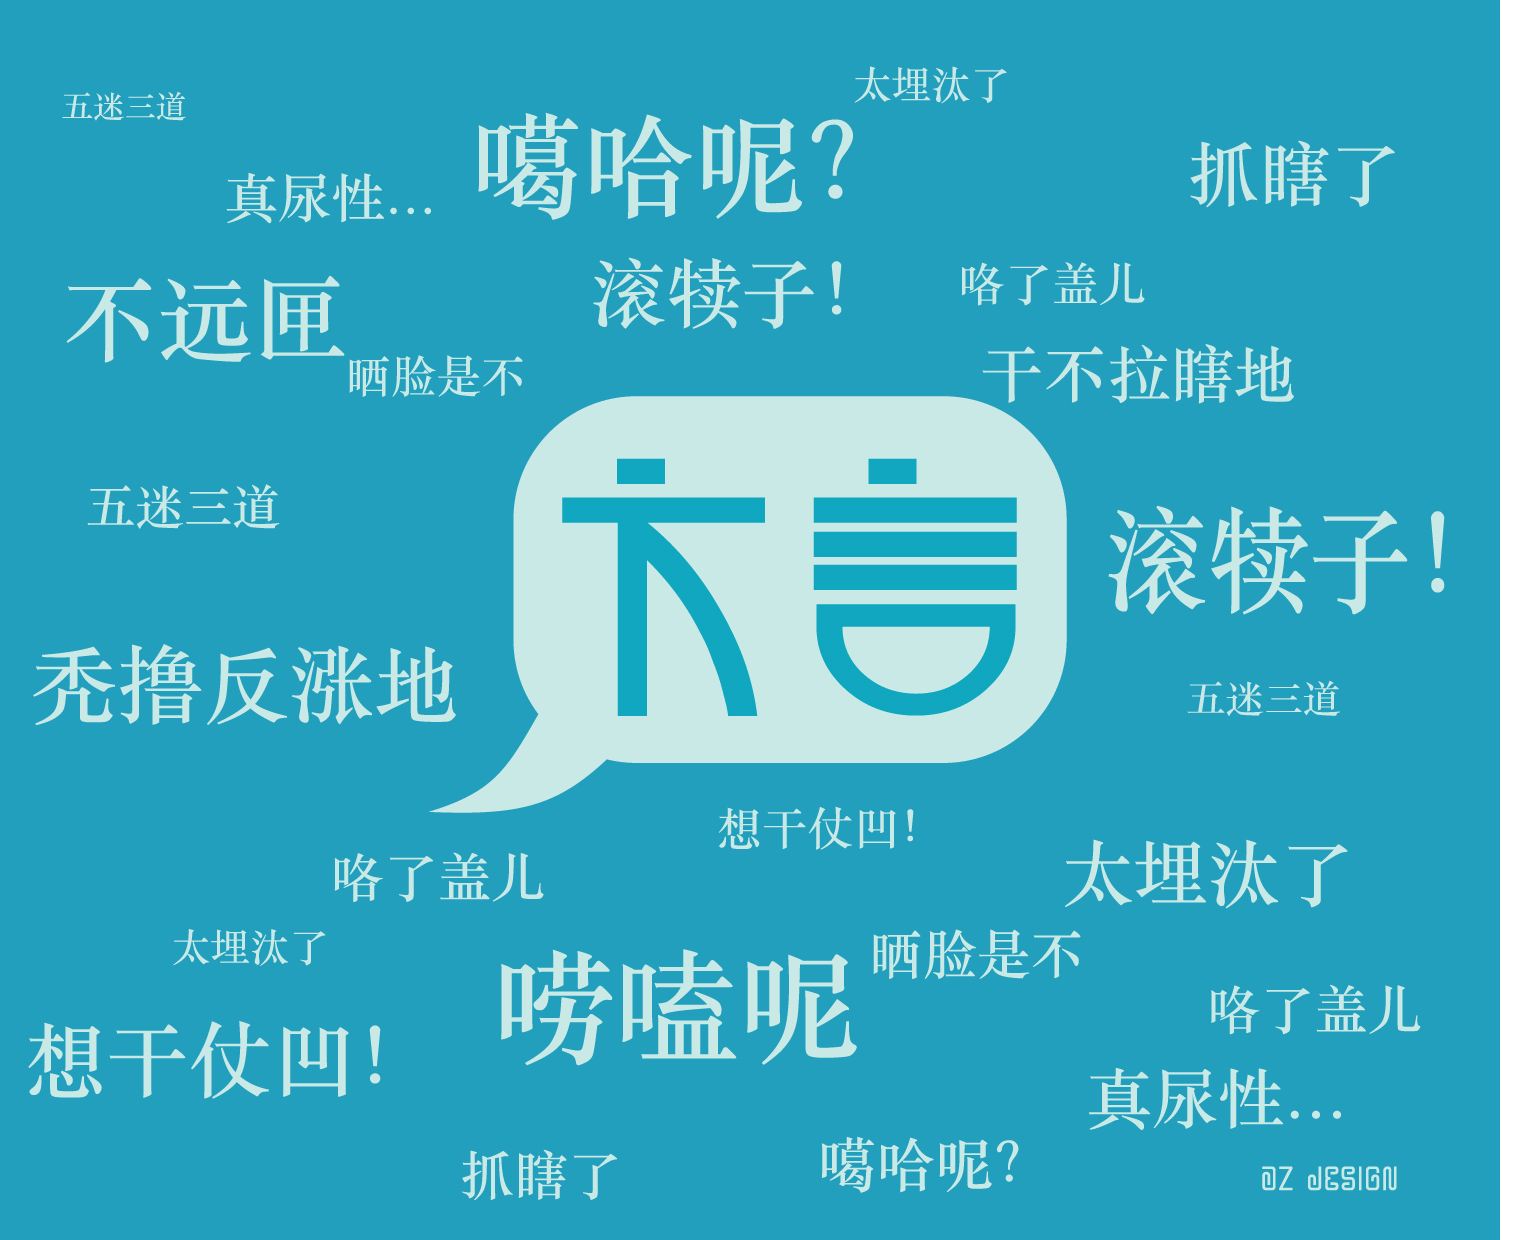 太埋汰了
五迷三道
噶哈呢？
抓瞎了
真尿性…
滚犊子！
咯了盖儿
不远匣
晒脸是不
干不拉瞎地
方言
五迷三道
滚犊子！
秃撸反涨地
五迷三道
想干仗凹！
咯了盖儿
太埋汰了
太埋汰了
唠嗑呢
晒脸是不
咯了盖儿
想干仗凹！
真尿性…
抓瞎了
噶哈呢？
AZ DESIGN